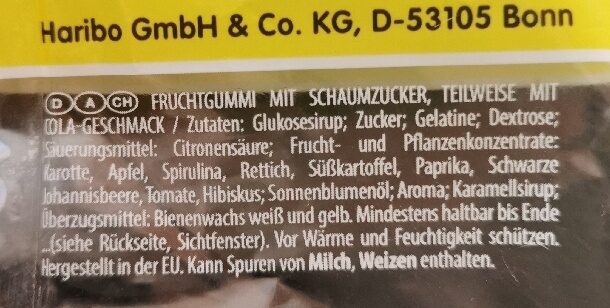 Haribo GmbH & Co. KG, D-53105 Bonn
D A CH FRUCHTGUMMI MIT SCHAUMZUCKER, TEILWEISE MIT
COLA-GESCHMACK / Zutaten: Glukosesirup; Zucker; Gelatine; Dextrose;
Säuerungsmittel: Citronensäure; Frucht- und Pflanzenkonzentrate:
Karotte, Apfel, Spirulina, Rettich, Süßkartoffel, Paprika, Schwarze
Johannisbeere, Tomate, Hibiskus; Sonnenblumenöl; Aroma; Karamellsirup;
Überzugsmittel: Bienenwachs weiß und gelb. Mindestens haltbar bis Ende
...(siehe Rückseite, Sichtfenster). Vor Wärme und Feuchtigkeit schützen.
Hergestellt in der EU. Kann Spuren von Milch, Weizen enthalten.